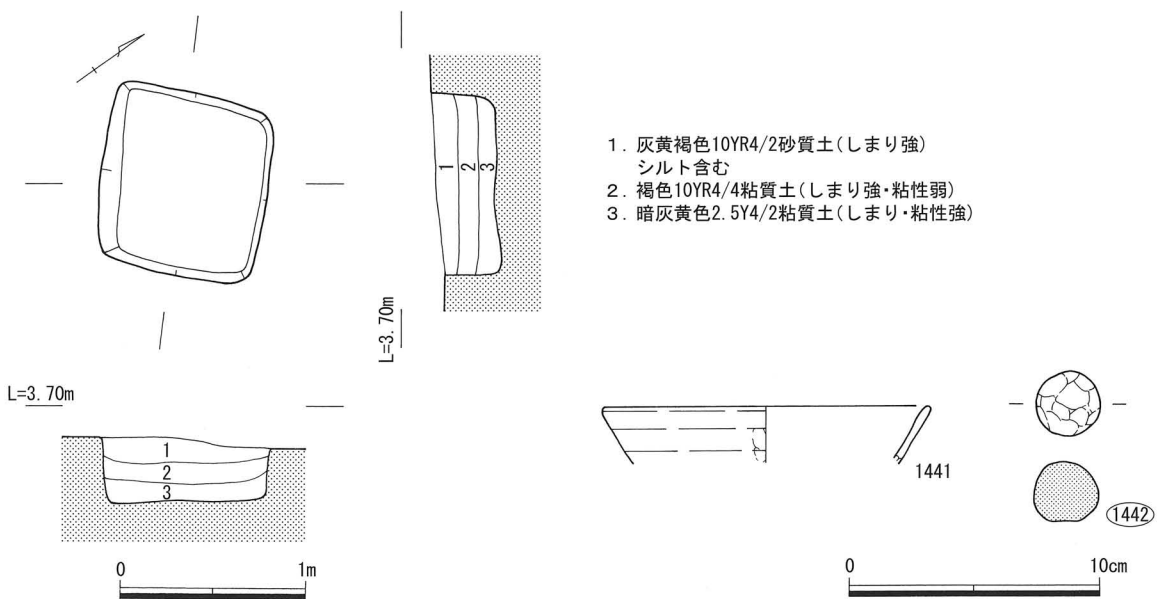 1. 灰黄褐色10YR4/2砂質土(しまり強)
シルト含む
2. 褐色10YR4/4粘質土(しまり強・粘性弱)
3. 暗灰黄色2.5Y4/2粘質土(しまり・粘性強)
1 2 3
L=3.70m
L=3.70m
1
2
3
0 1m
1441
1442
0 10cm